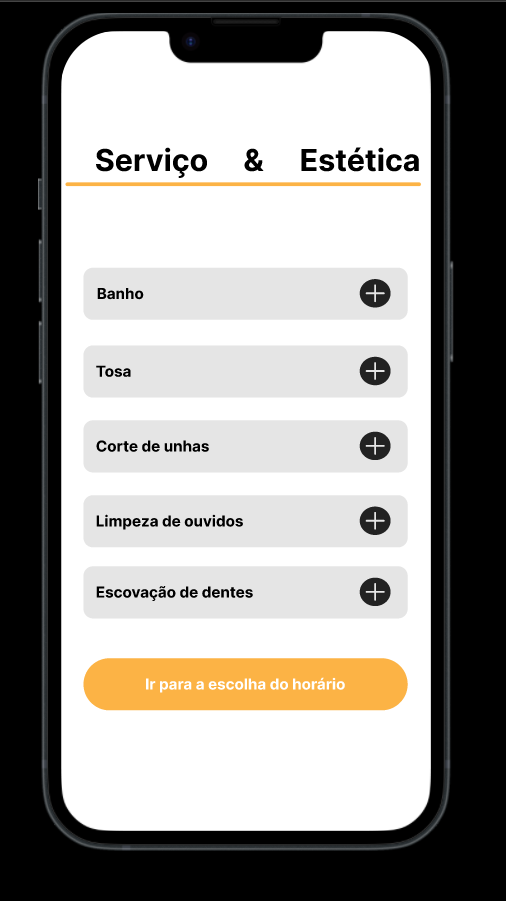 Serviço & Estética
Banho
Tosa
Corte de unhas
Limpeza de ouvidos
Escovação de dentes
Ir para a escolha do horário